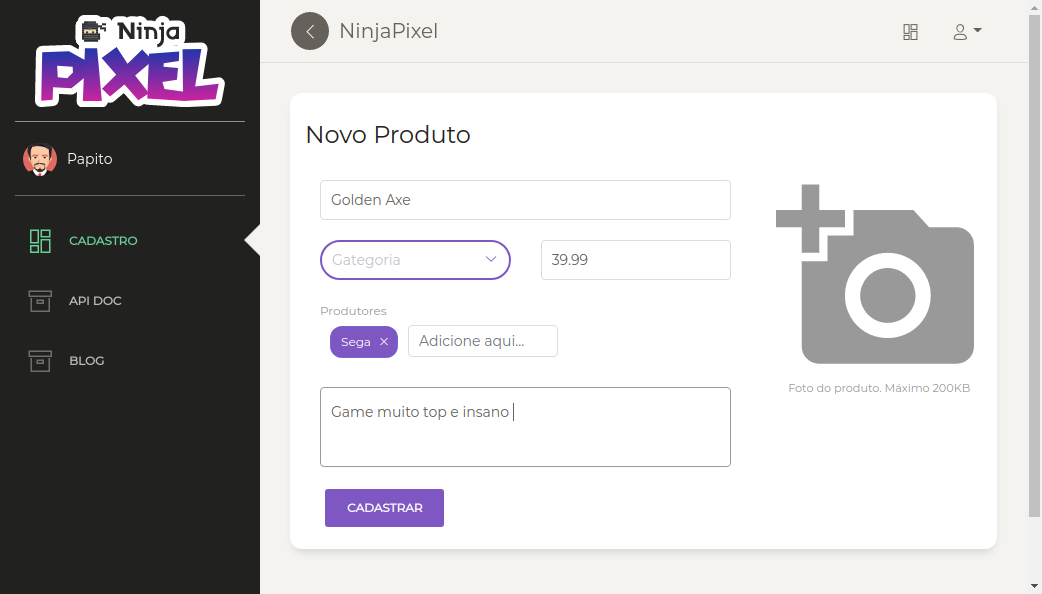 Ninja
PIXEL
NinjaPixel
Papito
CADASTRO
API DOC
BLOG
Novo Produto
Golden Axe
Gategoria
39.99
Produtores
Sega ×
Adicione aqui...
Game muito top e insano
CADASTRAR
Foto do produto. Máximo 200KB